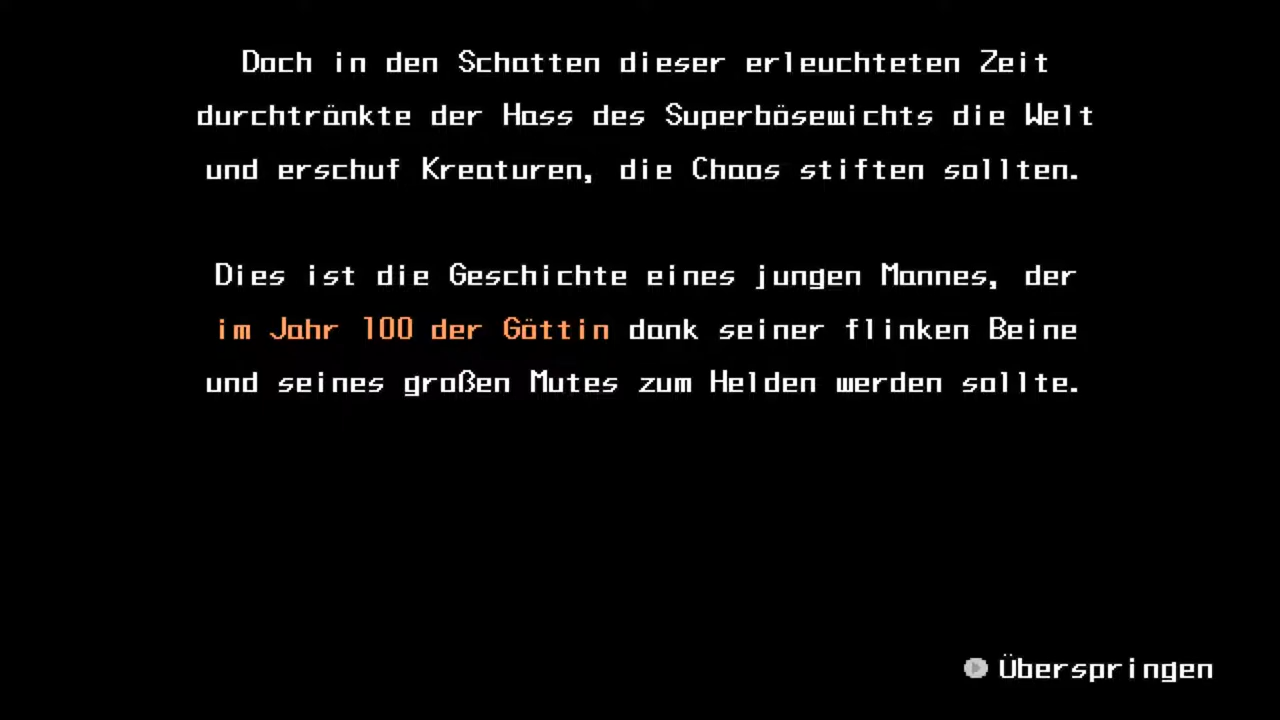 Doch in den Schatten dieser erleuchteten Zeit
durchtränkte der Hass des Superbösewichts die Welt
und erschuf Kreaturen, die Chaos stiften sollten.
Dies ist die Geschichte eines jungen Mannes, der
im Jahr 100 der Göttin dank seiner flinken Beine
und seines großen Mutes zum Helden werden sollte.
Überspringen